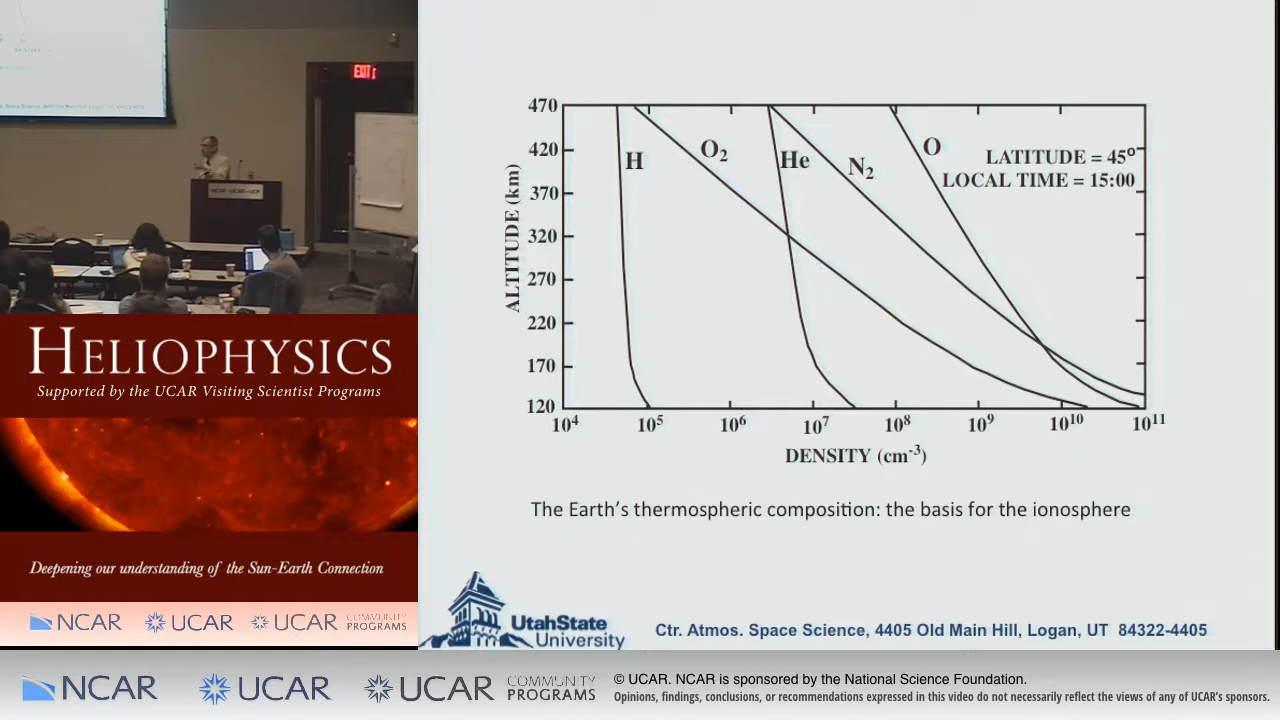 EXIT
HELIOPHYSICS
Supported by the UCAR Visiting Scientist Programs
Deepening our understanding of the Sun-Earth Connection
NCAR UCAR UCAR COMMUNITY PROGRAMS
470
420
370
320
270
220
170
120
ALTITUDE (km)
H
O₂
He
N₂
O
LATITUDE = 45°
LOCAL TIME = 15:00
10⁴ 10⁵ 10⁶ 10⁷ 10⁸ 10⁹ 10¹⁰ 10¹¹
DENSITY (cm⁻³)
The Earth's thermospheric composition: the basis for the ionosphere
UtahState
University
Ctr. Atmos. Space Science, 4405 Old Main Hill, Logan, UT 84322-4405
NCAR UCAR UCAR COMMUNITY PROGRAMS
© UCAR. NCAR is sponsored by the National Science Foundation.
Opinions, findings, conclusions, or recommendations expressed in this video do not necessarily reflect the views of any of UCAR's sponsors.